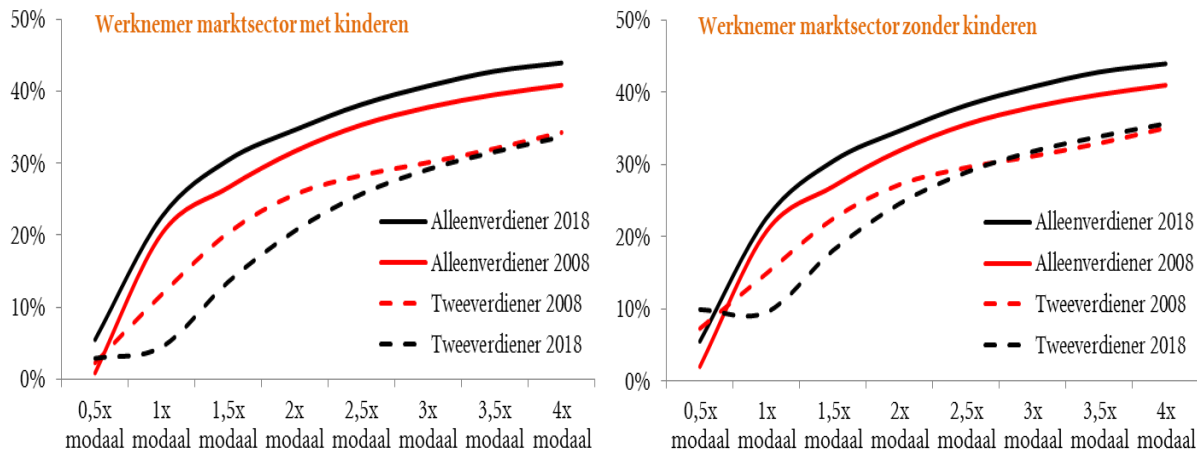 Werknemer marktsector met kinderen
50%
40%
30%
20%
10%
0%
Alleenverdiener 2018
Alleenverdiener 2008
Tweeverdiener 2008
Tweeverdiener 2018
0,5x 1x 1,5x 2x 2,5x 3x 3,5x 4x
modaal modaal modaal modaal modaal modaal modaal modaal
Werknemer marktsector zonder kinderen
50%
40%
30%
20%
10%
0%
Alleenverdiener 2018
Alleenverdiener 2008
Tweeverdiener 2008
Tweeverdiener 2018
0,5x 1x 1,5x 2x 2,5x 3x 3,5x 4x
modaal modaal modaal modaal modaal modaal modaal modaal